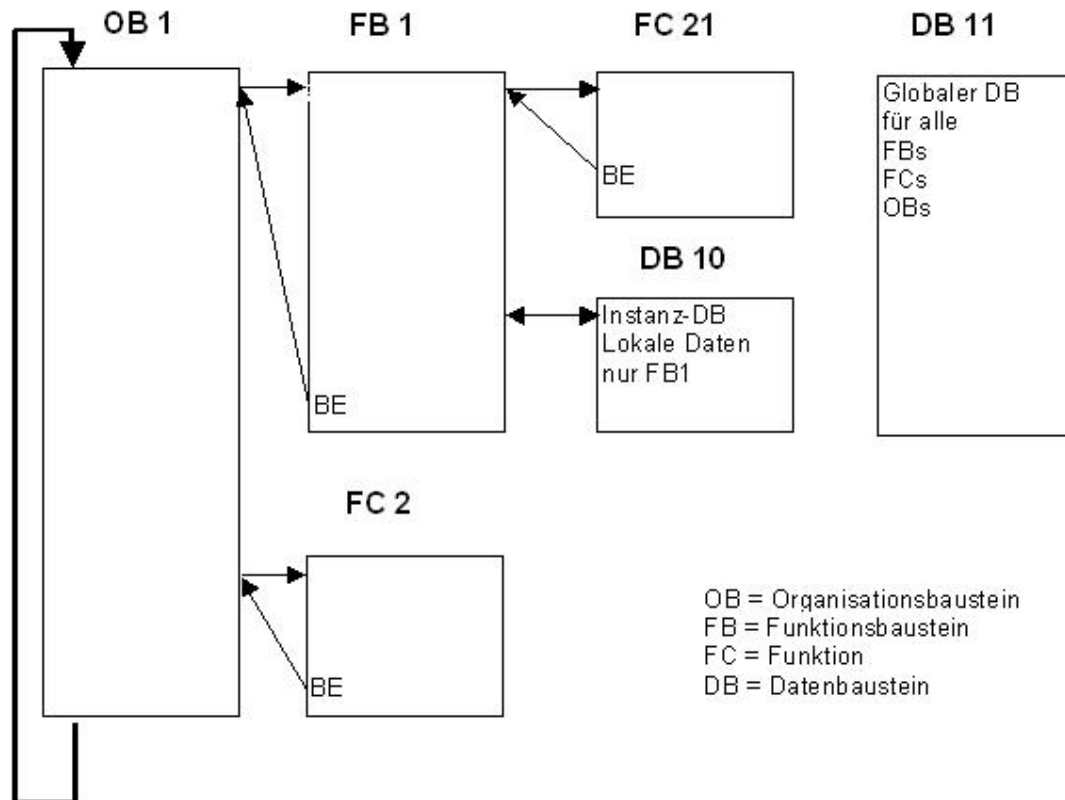 OB 1
FB 1
FC 21
DB 11
Globaler DB
für alle
FBs
FCs
OBs
BE
DB 10
Instanz-DB
Lokale Daten
nur FB1
BE
FC 2
BE
OB = Organisationsbaustein
FB = Funktionsbaustein
FC = Funktion
DB = Datenbaustein